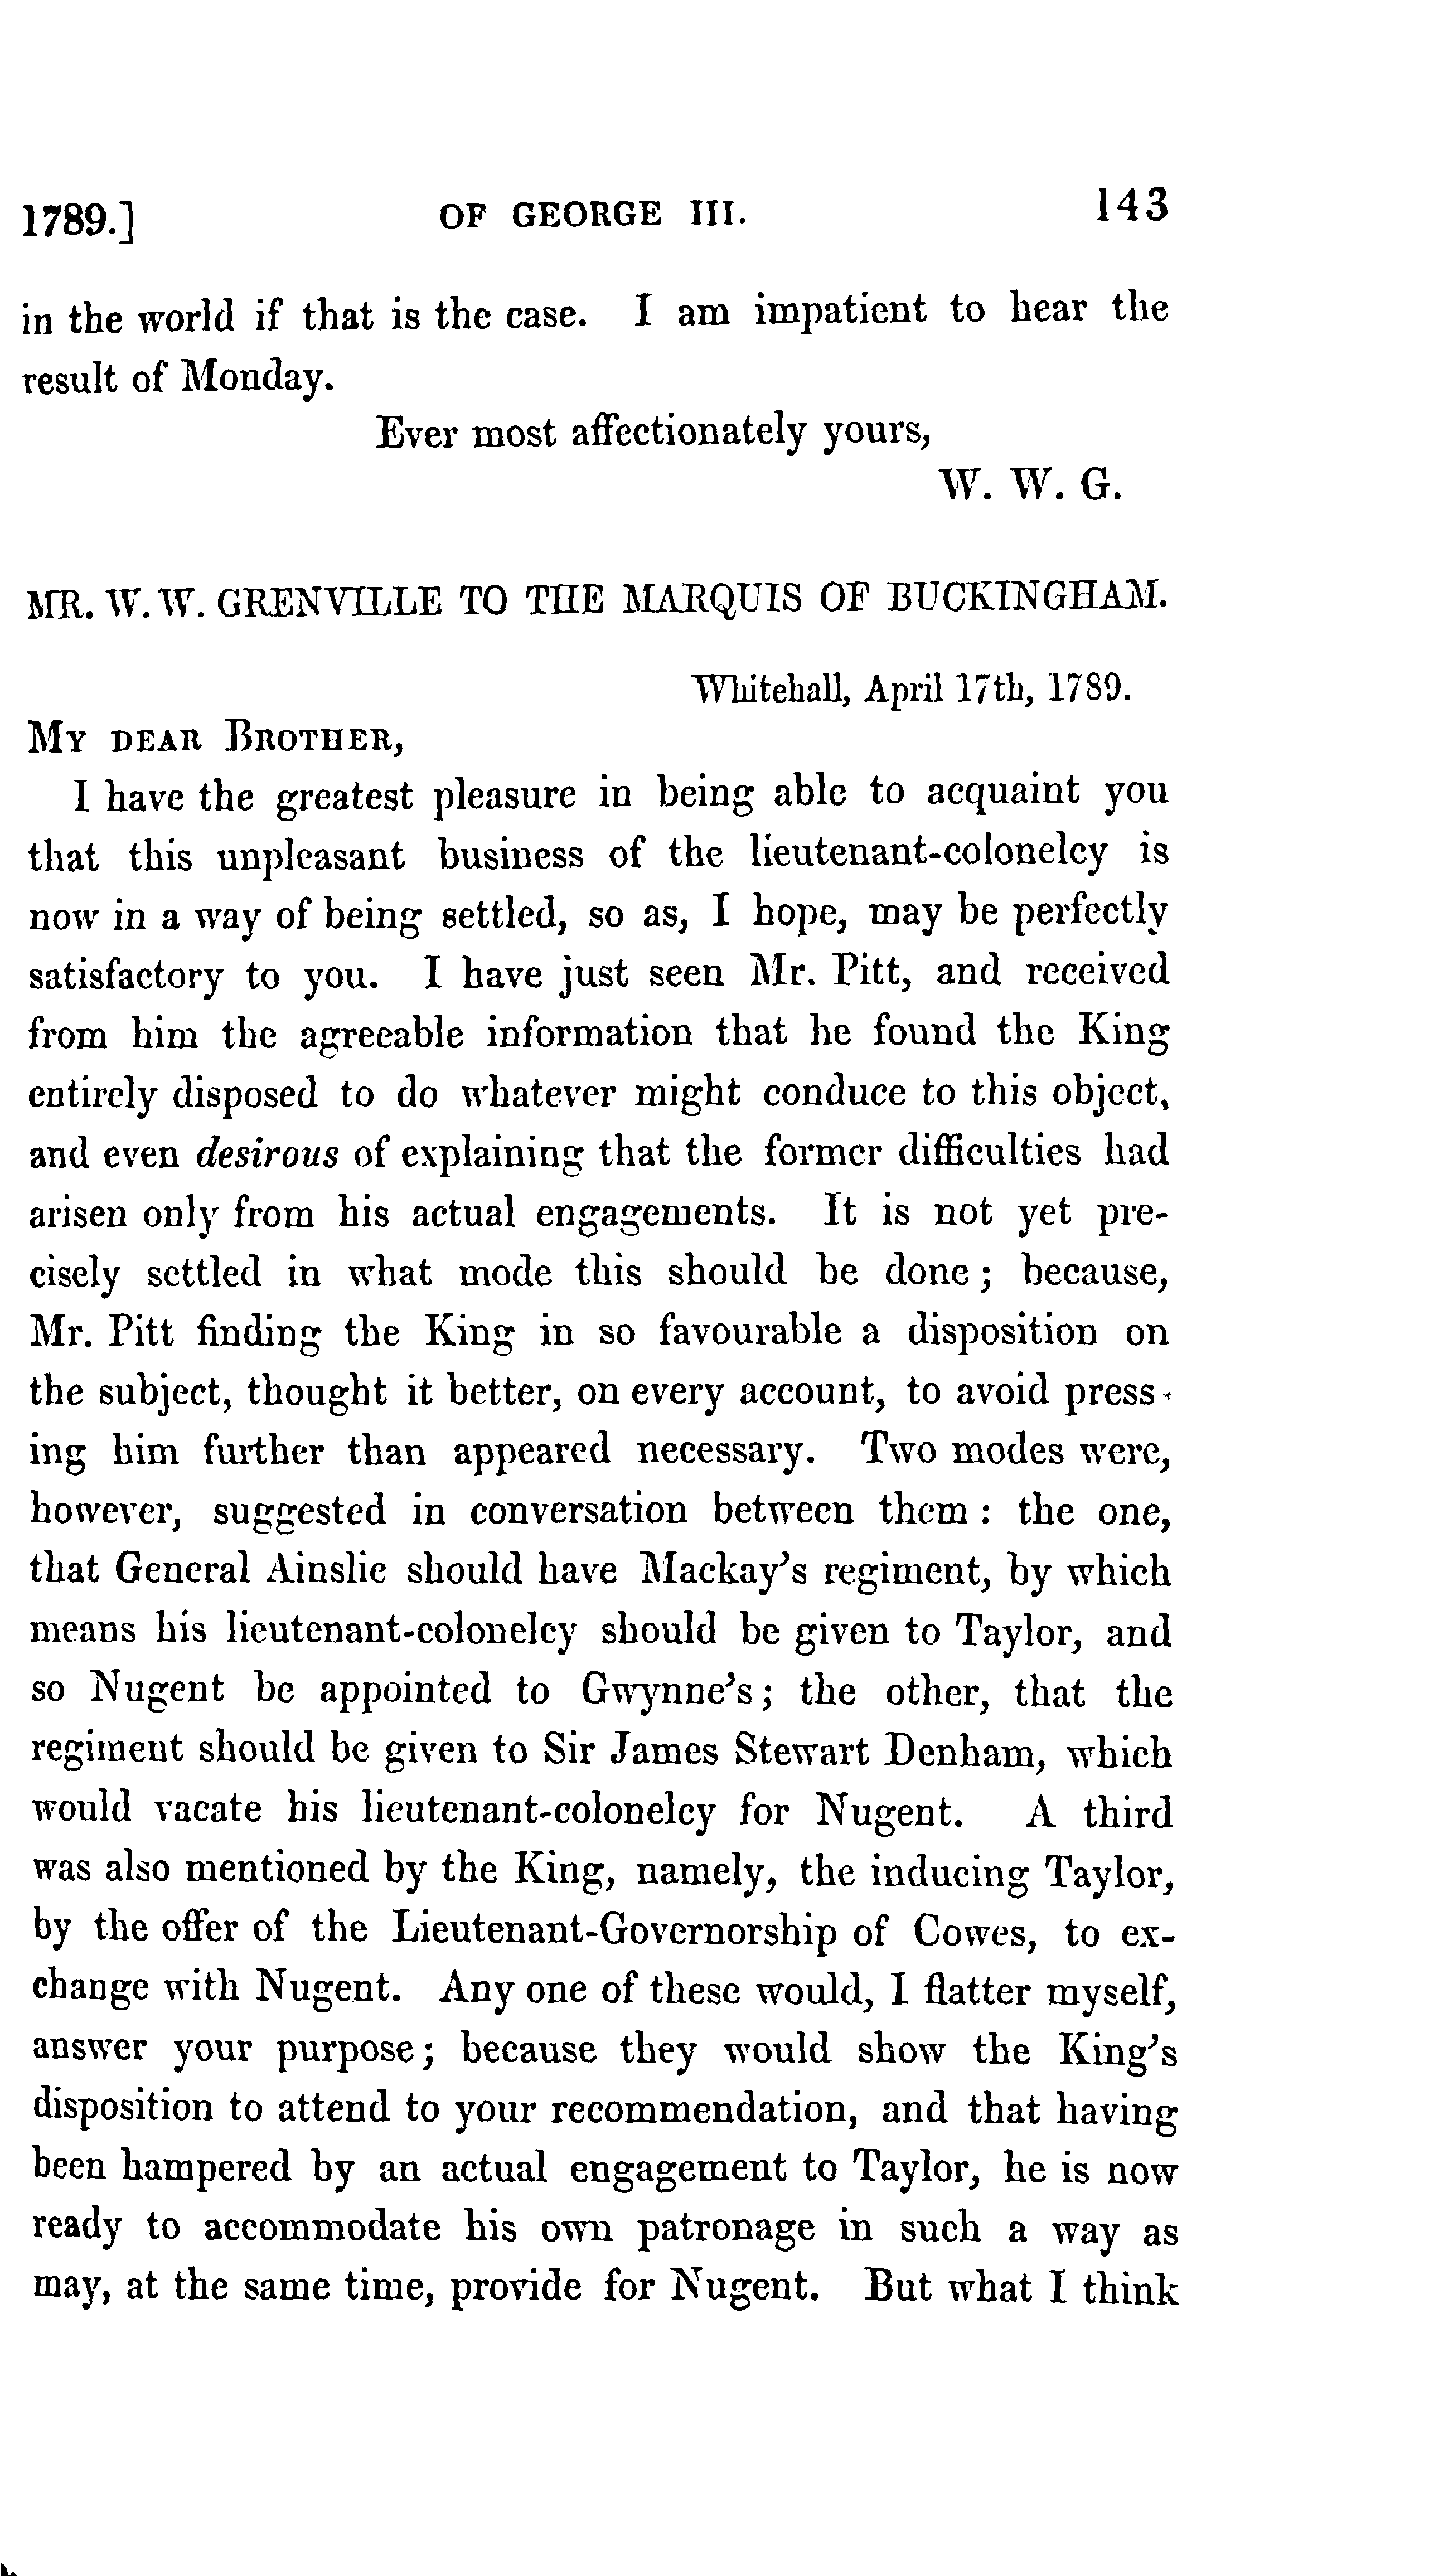 1789.] OF GEORGE III. 143
in the world if that is the case. I am impatient to hear the
result of Monday.
Ever most affectionately yours,
W. W. G.
MR. W. W. GRENVILLE TO THE MARQUIS OF BUCKINGHAM.
Whitehall, April 17th, 1789.
MY DEAR BROTHER,
I have the greatest pleasure in being able to acquaint you
that this unpleasant business of the lieutenant-colonelcy is
now in a way of being settled, so as, I hope, may be perfectly
satisfactory to you. I have just seen Mr. Pitt, and received
from him the agreeable information that he found the King
entirely disposed to do whatever might conduce to this object,
and even desirous of explaining that the former difficulties had
arisen only from his actual engagements. It is not yet pre-
cisely settled in what mode this should be done; because,
Mr. Pitt finding the King in so favourable a disposition on
the subject, thought it better, on every account, to avoid press-
ing him further than appeared necessary. Two modes were,
however, suggested in conversation between them: the one,
that General Ainslie should have Mackay's regiment, by which
means his lieutenant-colonelcy should be given to Taylor, and
so Nugent be appointed to Gwynne's; the other, that the
regiment should be given to Sir James Stewart Denham, which
would vacate his lieutenant-colonelcy for Nugent. A third
was also mentioned by the King, namely, the inducing Taylor,
by the offer of the Lieutenant-Governorship of Cowes, to ex-
change with Nugent. Any one of these would, I flatter myself,
answer your purpose; because they would show the King's
disposition to attend to your recommendation, and that having
been hampered by an actual engagement to Taylor, he is now
ready to accommodate his own patronage in such a way as
may, at the same time, provide for Nugent. But what I think